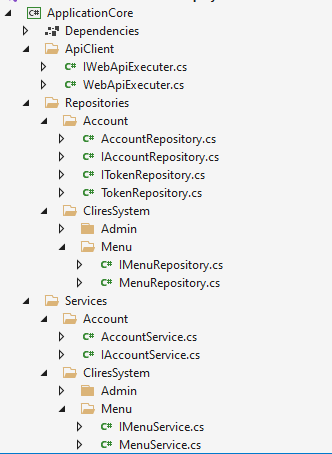 C# ApplicationCore
Dependencies
ApiClient
C# IWebApiExecuter.cs
C# WebApiExecuter.cs
Repositories
Account
C# AccountRepository.cs
C# IAccountRepository.cs
C# ITokenRepository.cs
C# TokenRepository.cs
CliresSystem
Admin
Menu
C# IMenuRepository.cs
C# MenuRepository.cs
Services
Account
C# AccountService.cs
C# IAccountService.cs
CliresSystem
Admin
Menu
C# IMenuService.cs
C# MenuService.cs